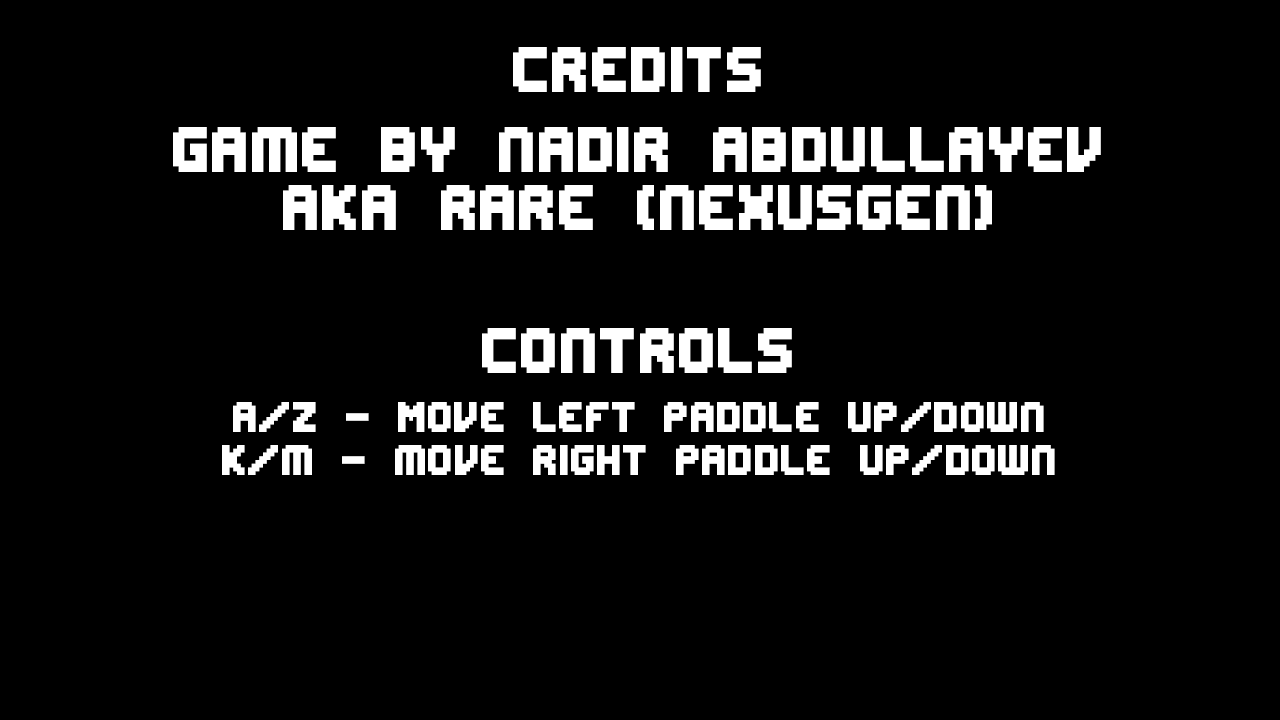 CREDITS
GAME BY NADIR ABDULLAYEV
AKA RARE (NEXUSGEN)
CONTROLS
A/Z - MOVE LEFT PADDLE UP/DOWN
K/M - MOVE RIGHT PADDLE UP/DOWN